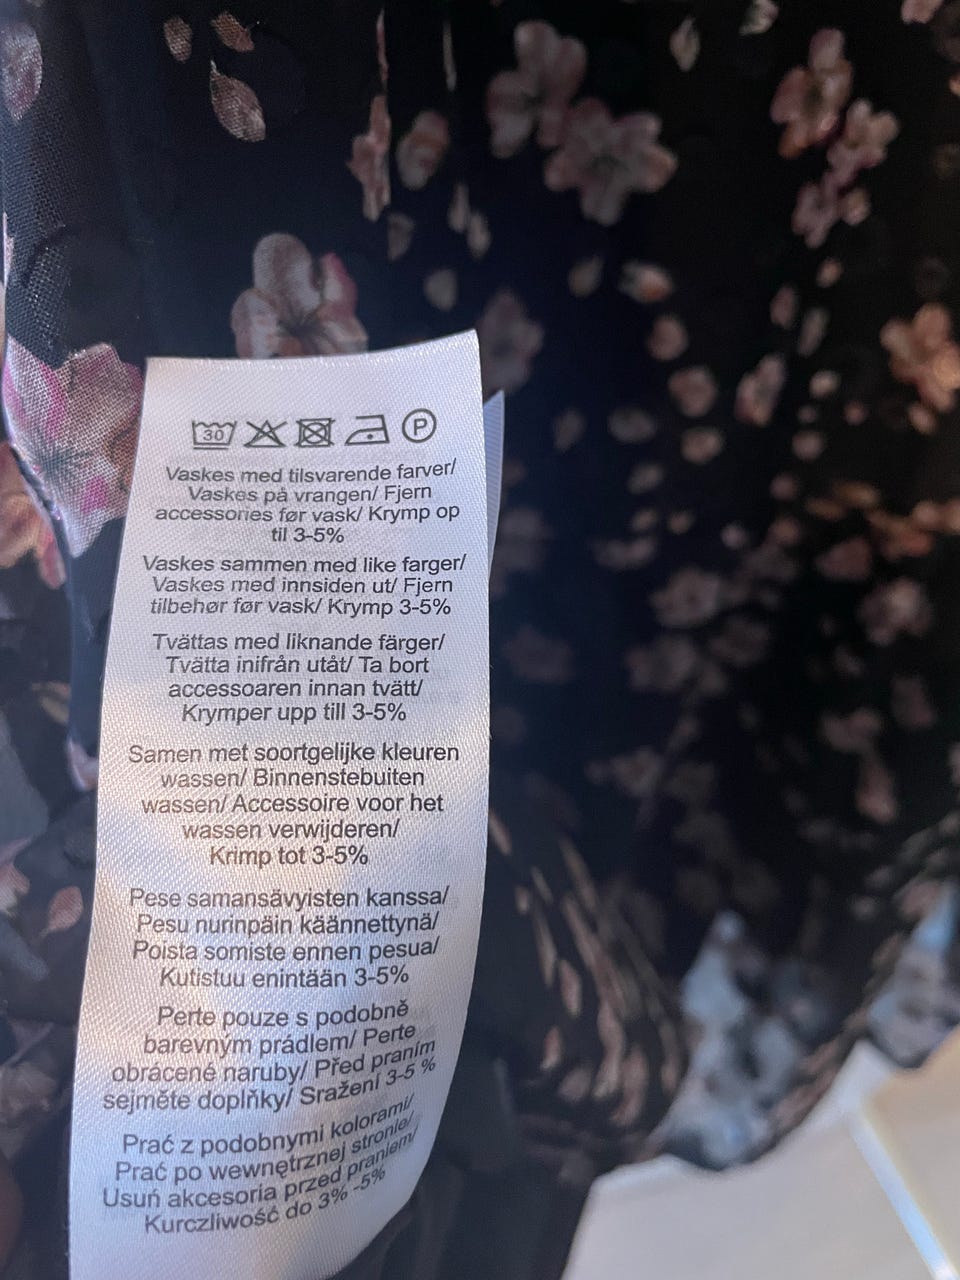 30 P
Vaskes med tilsvarende farver/
Vaskes på vrangen/ Fjern
accessories før vask/ Krymp op
til 3-5%
Vaskes sammen med like farger/
Vaskes med innsiden ut/ Fjern
tilbehør før vask/ Krymp 3-5%
Tvättas med liknande färger/
Tvätta inifrån utåt/ Ta bort
accessoaren innan tvätt/
Krymper upp till 3-5%
Samen met soortgelijke kleuren
wassen/ Binnenstebuiten
wassen/ Accessoire voor het
wassen verwijderen/
Krimp tot 3-5%
Pese samansävyisten kanssa/
Pesu nurinpäin käännettynä/
Poista somiste ennen pesua/
Kutistuu enintään 3-5%
Perte pouze s podobně
barevným prádlem/ Perte
obrácené naruby/ Před praním
sejměte doplňky/ Sražení 3-5 %
Prać z podobnymi kolorami/
Prać po wewnętrznej stronie/
Usuń akcesoria przed praniem/
Kurczliwość do 3% -5%